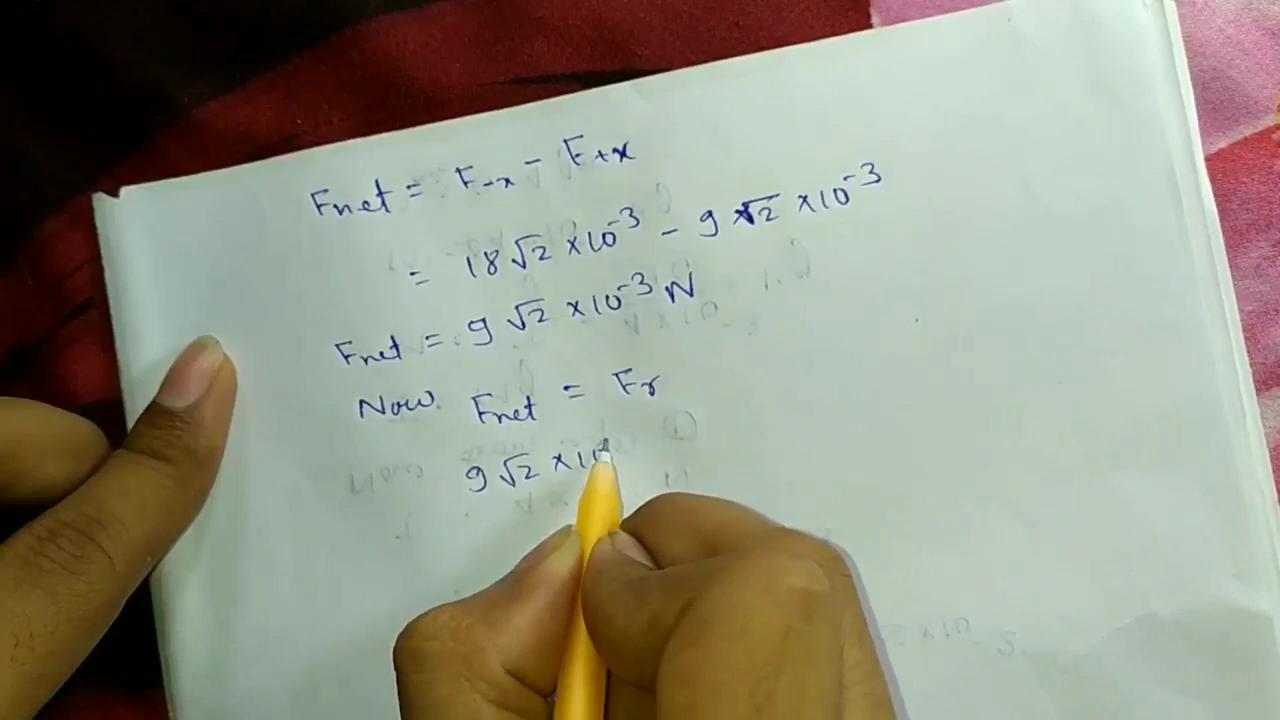 Fnet = F-x - F+x
= 18√2 ×10⁻³ - 9√2 ×10⁻³
Fnet = 9√2 ×10⁻³ N
Now Fnet = Fr
9√2 ×10